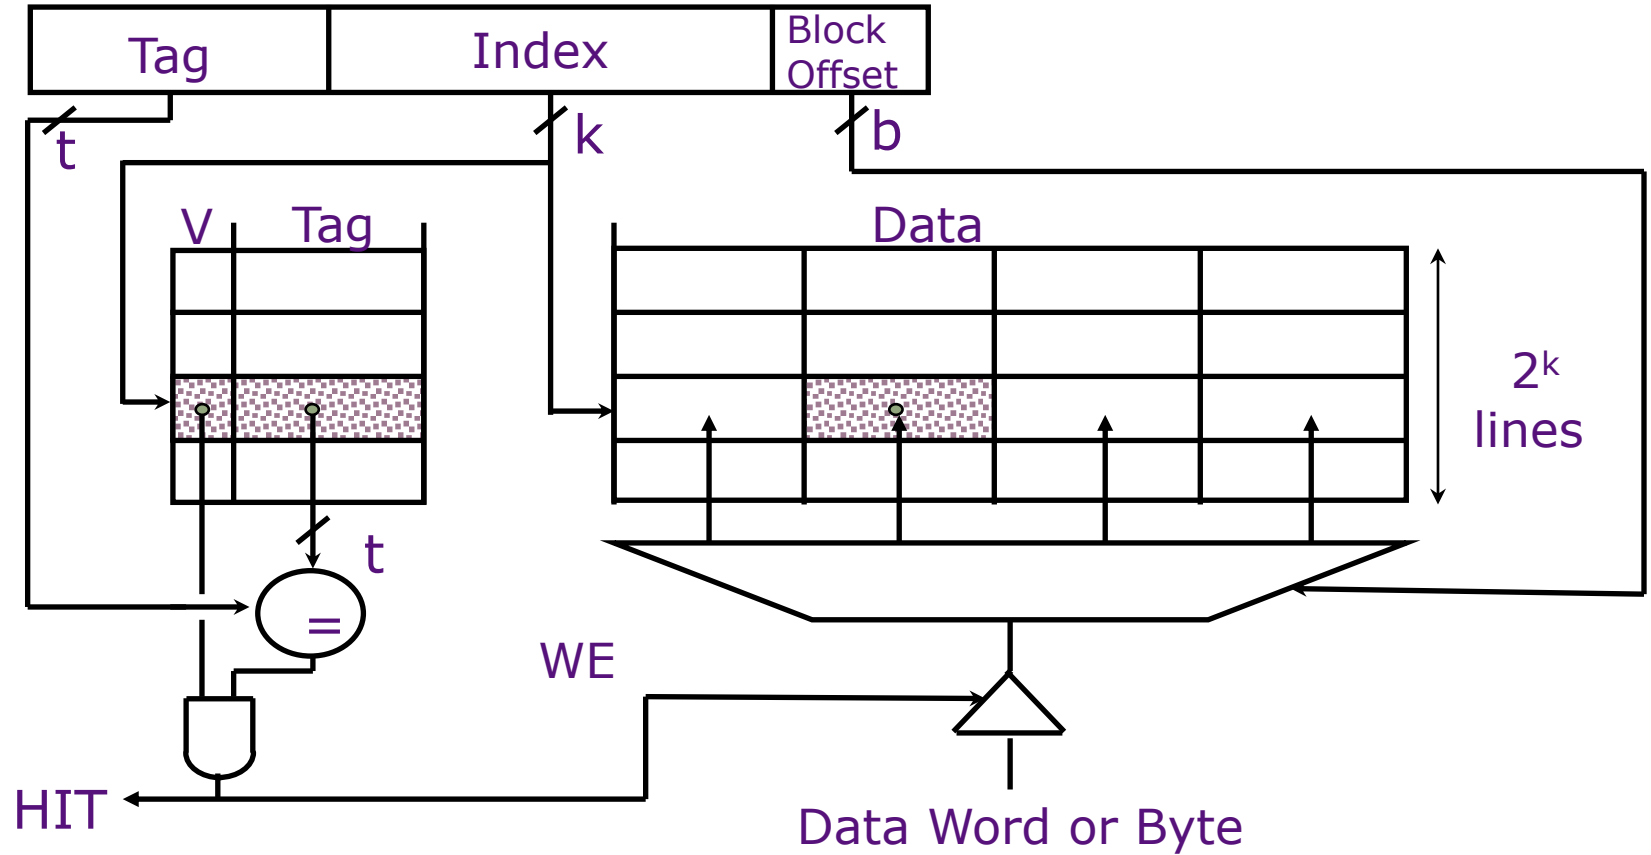 Tag
Index
Block
Offset
t
k
b
V
Tag
Data
2ᵏ
lines
t
=
WE
HIT
Data Word or Byte